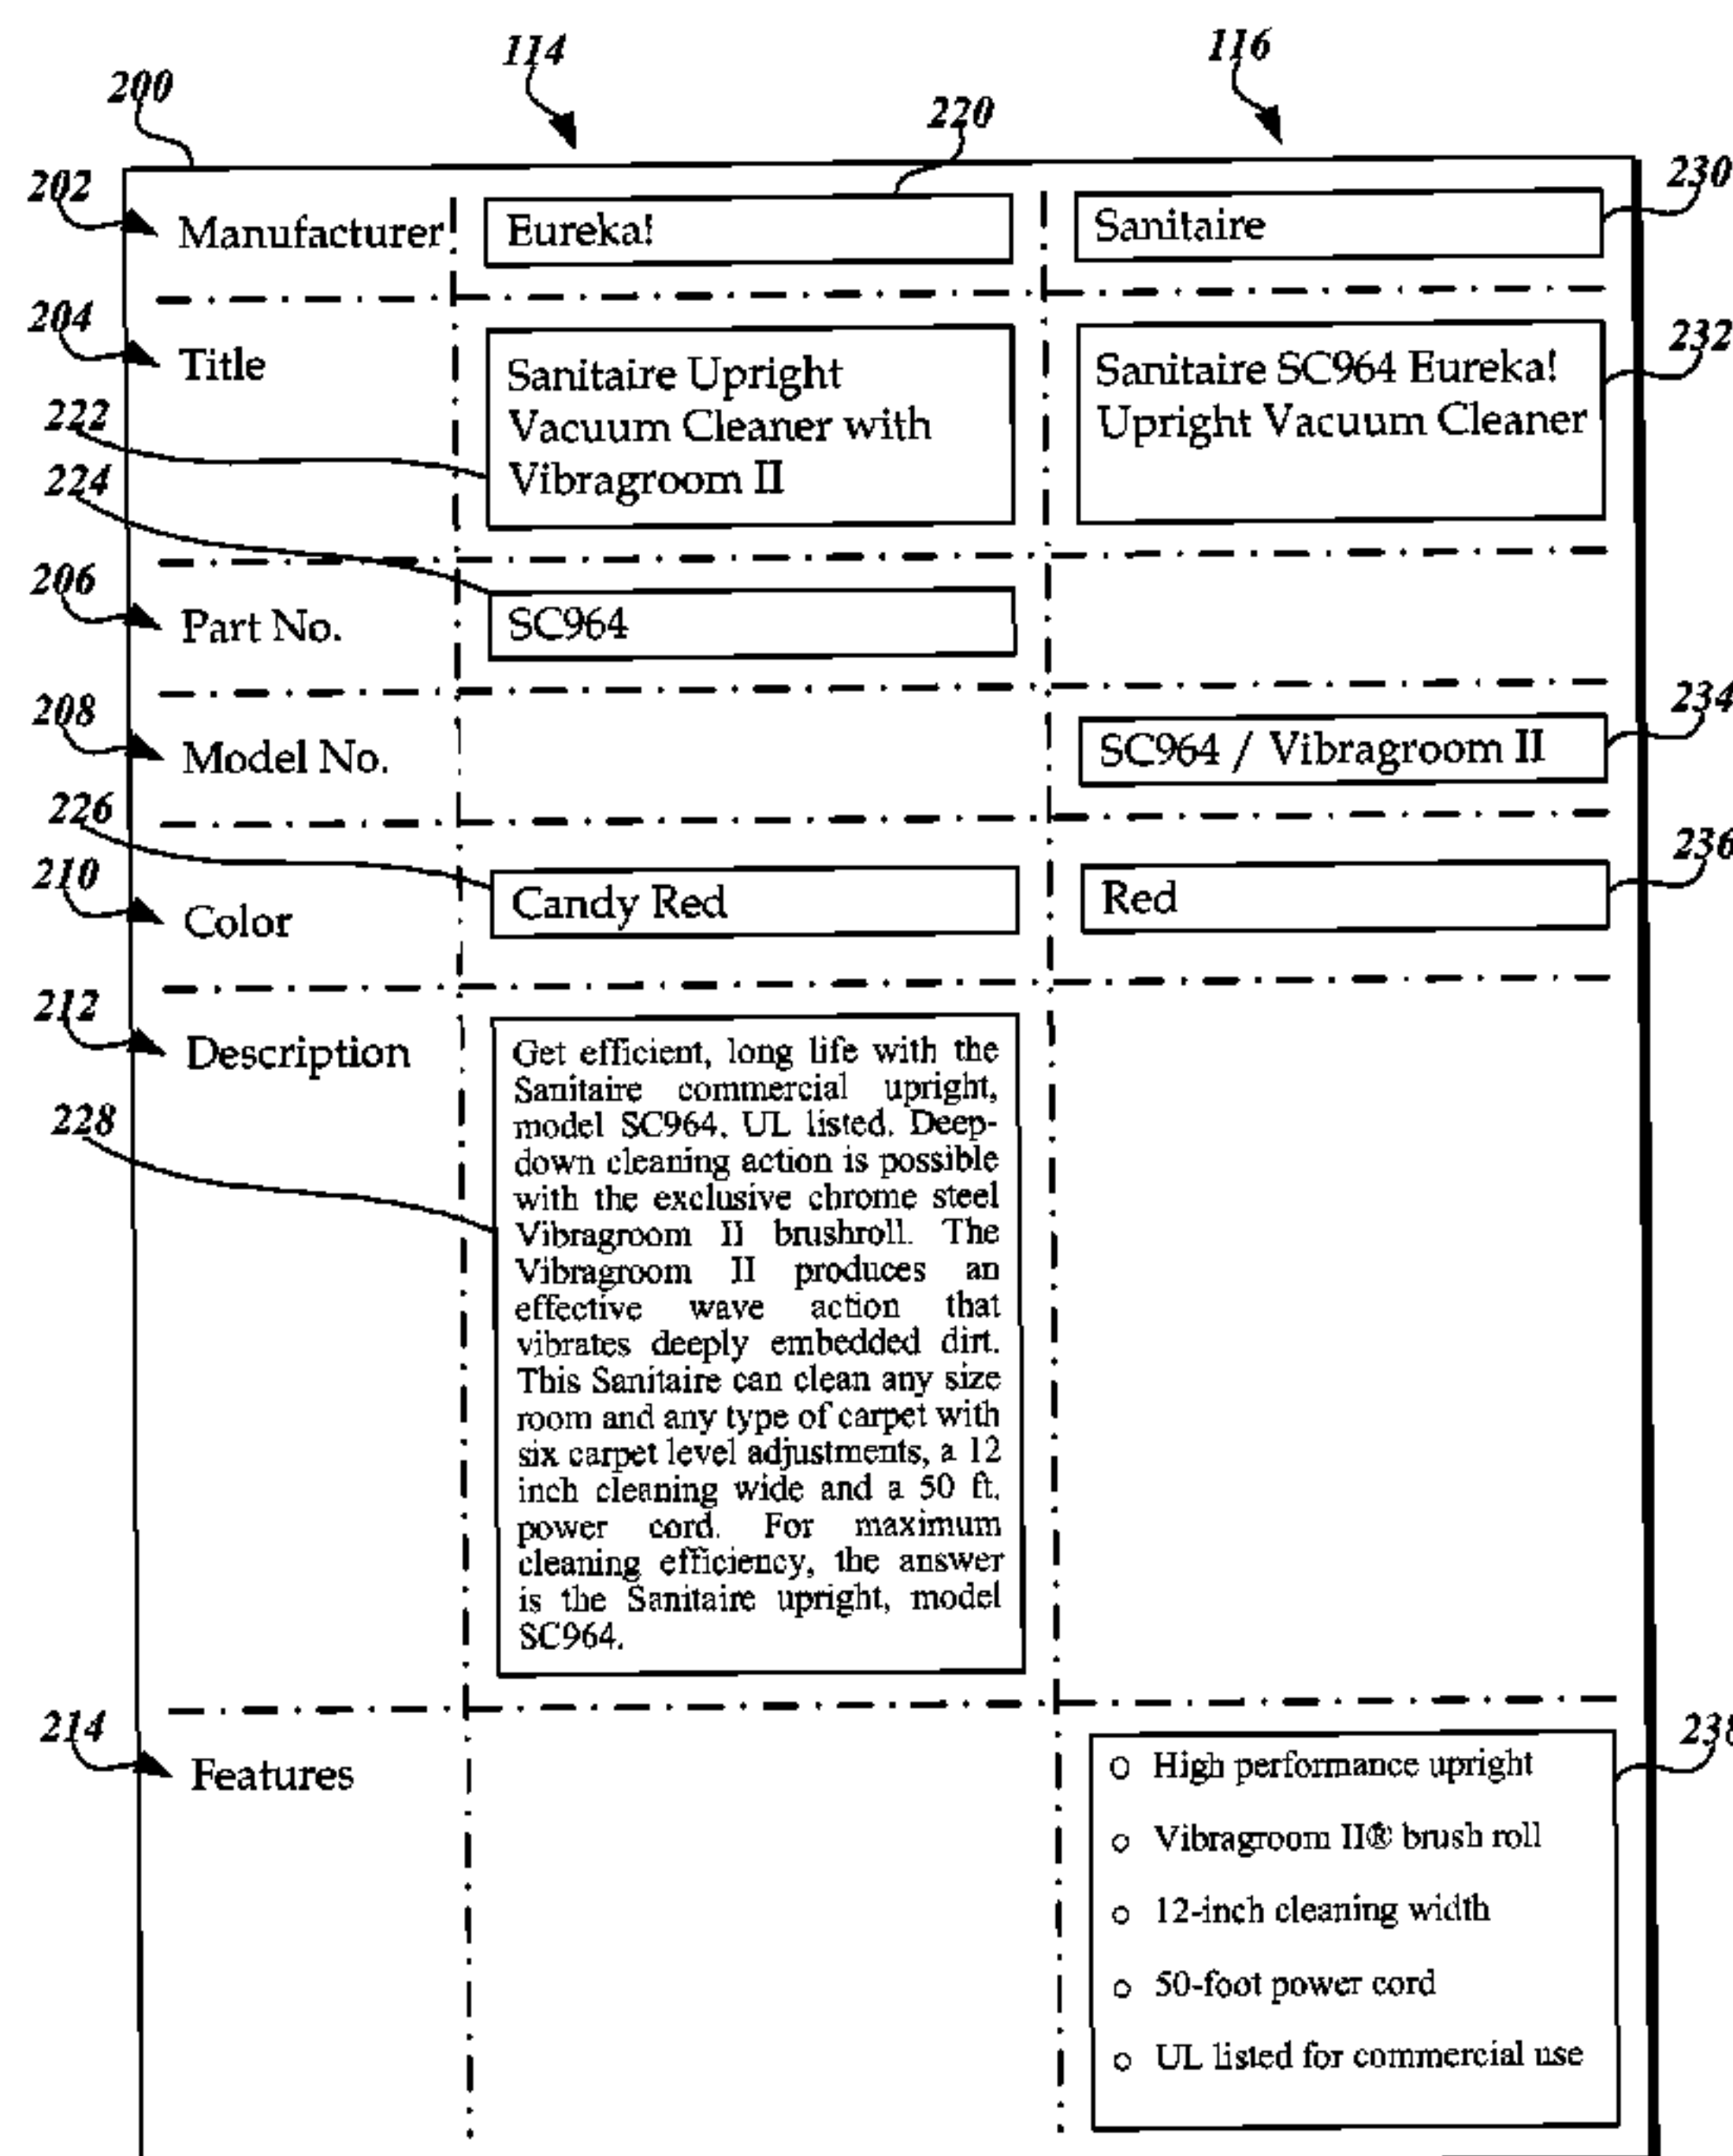 114
116
200
220
202
230
Manufacturer
Eureka!
Sanitaire
204
232
Title
Sanitaire Upright
Vacuum Cleaner with
Vibragroom II
Sanitaire SC964 Eureka!
Upright Vacuum Cleaner
222
224
206
Part No.
SC964
208
234
Model No.
SC964 / Vibragroom II
226
236
210
Color
Candy Red
Red
212
Description
Get efficient, long life with the
Sanitaire commercial upright,
model SC964. UL listed. Deep-
down cleaning action is possible
with the exclusive chrome steel
Vibragroom II brushroll. The
Vibragroom II produces an
effective wave action that
vibrates deeply embedded dirt.
This Sanitaire can clean any size
room and any type of carpet with
six carpet level adjustments, a 12
inch cleaning wide and a 50 ft.
power cord. For maximum
cleaning efficiency, the answer
is the Sanitaire upright, model
SC964.
228
214
238
Features
High performance upright
Vibragroom II® brush roll
12-inch cleaning width
50-foot power cord
UL listed for commercial use